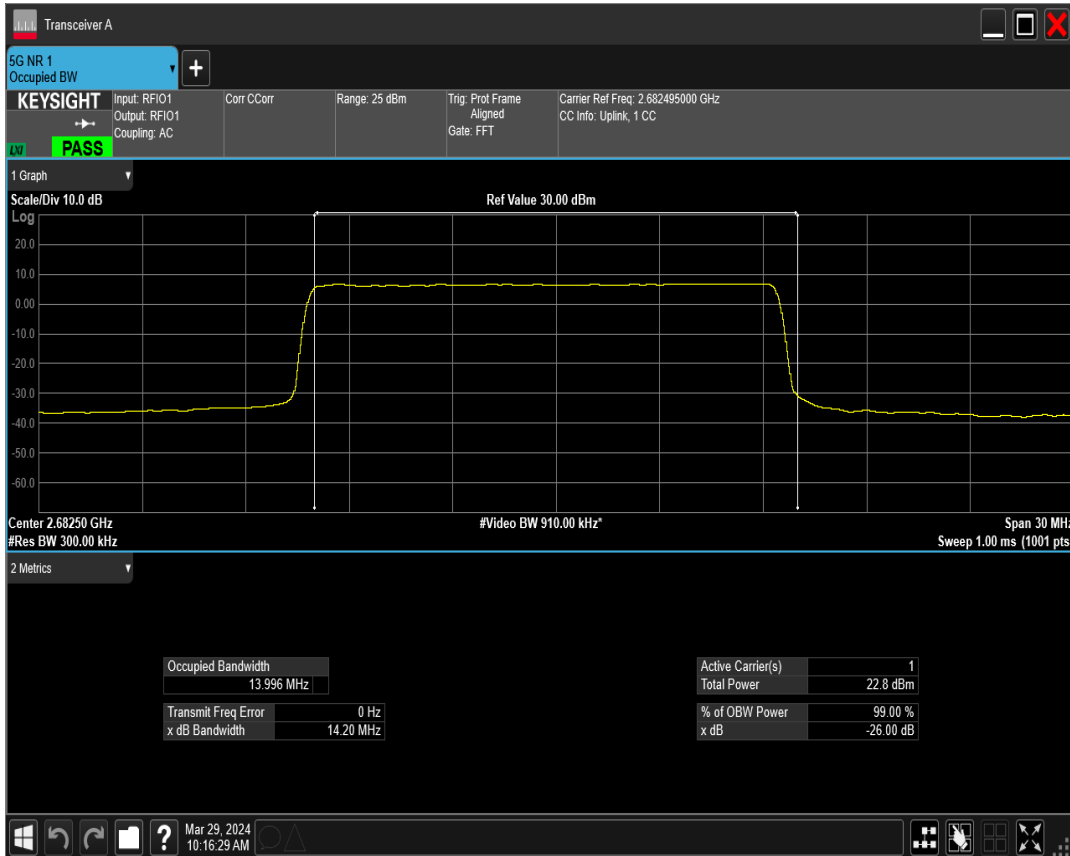 Transceiver A
5G NR 1
Occupied BW
+
KEYSIGHT
LXI
PASS
Input: RFIO1
Output: RFIO1
Coupling: AC
Corr CCorr
Range: 25 dBm
Trig: Prot Frame
Aligned
Gate: FFT
Carrier Ref Freq: 2.682495000 GHz
CC Info: Uplink, 1 CC
1 Graph
Scale/Div 10.0 dB
Ref Value 30.00 dBm
Log
20.0
10.0
0.00
-10.0
-20.0
-30.0
-40.0
-50.0
-60.0
Center 2.68250 GHz
#Video BW 910.00 kHz*
Span 30 MHz
#Res BW 300.00 kHz
Sweep 1.00 ms (1001 pts
2 Metrics
Occupied Bandwidth
13.996 MHz
Transmit Freq Error 0 Hz
x dB Bandwidth 14.20 MHz
Active Carrier(s) 1
Total Power 22.8 dBm
% of OBW Power 99.00 %
x dB -26.00 dB
?
Mar 29, 2024
10:16:29 AM